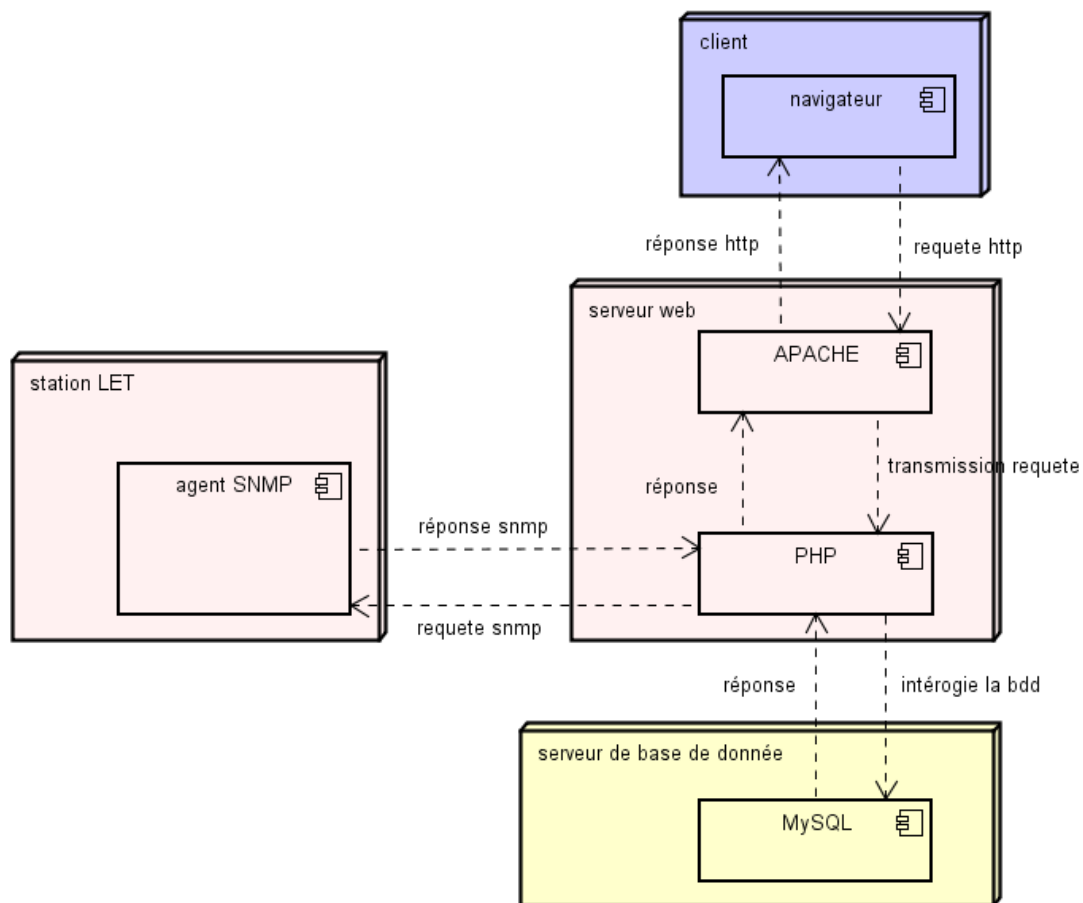 client
navigateur
réponse http
requete http
serveur web
APACHE
station LET
agent SNMP
transmission requete
réponse
réponse snmp
PHP
requete snmp
réponse
intérogie la bdd
serveur de base de donnée
MySQL